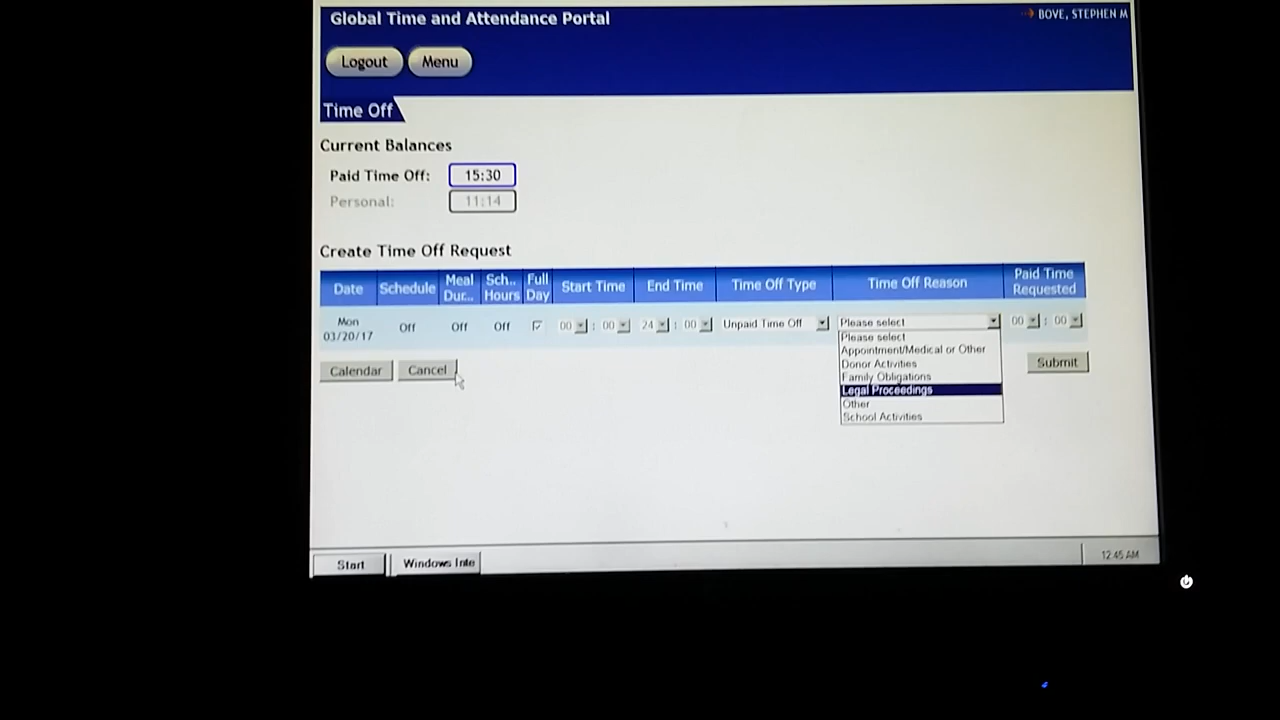 Global Time and Attendance Portal
BOVE, STEPHEN M
Logout Menu
Time Off
Current Balances
Paid Time Off: 15:30
Personal: 11:14
Create Time Off Request
Date Schedule Meal Dur... Sch.. Hours Full Day Start Time End Time Time Off Type Time Off Reason Paid Time Requested
Mon 03/20/17 Off Off Off 00 : 00 24 : 00 Unpaid Time Off Please select 00 : 00
Please select
Appointment/Medical or Other
Donor Activities
Family Obligations
Legal Proceedings
Other
School Activities
Calendar Cancel Submit
Start Windows Inte 12:45 AM